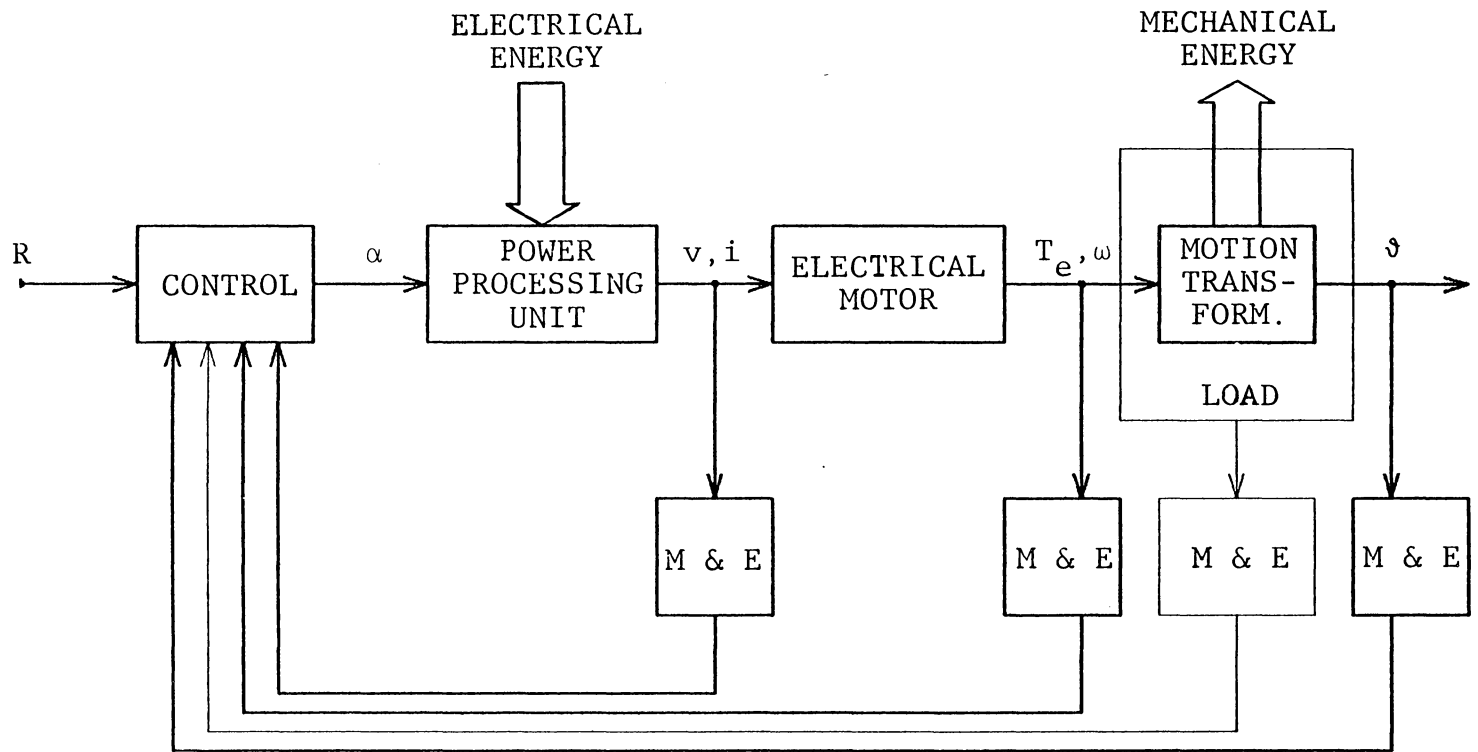 ELECTRICAL
ENERGY
MECHANICAL
ENERGY
R
CONTROL
α
POWER
PROCESSING
UNIT
v,i
ELECTRICAL
MOTOR
Te,ω
MOTION
TRANS-
FORM.
ϑ
LOAD
M & E
M & E
M & E
M & E